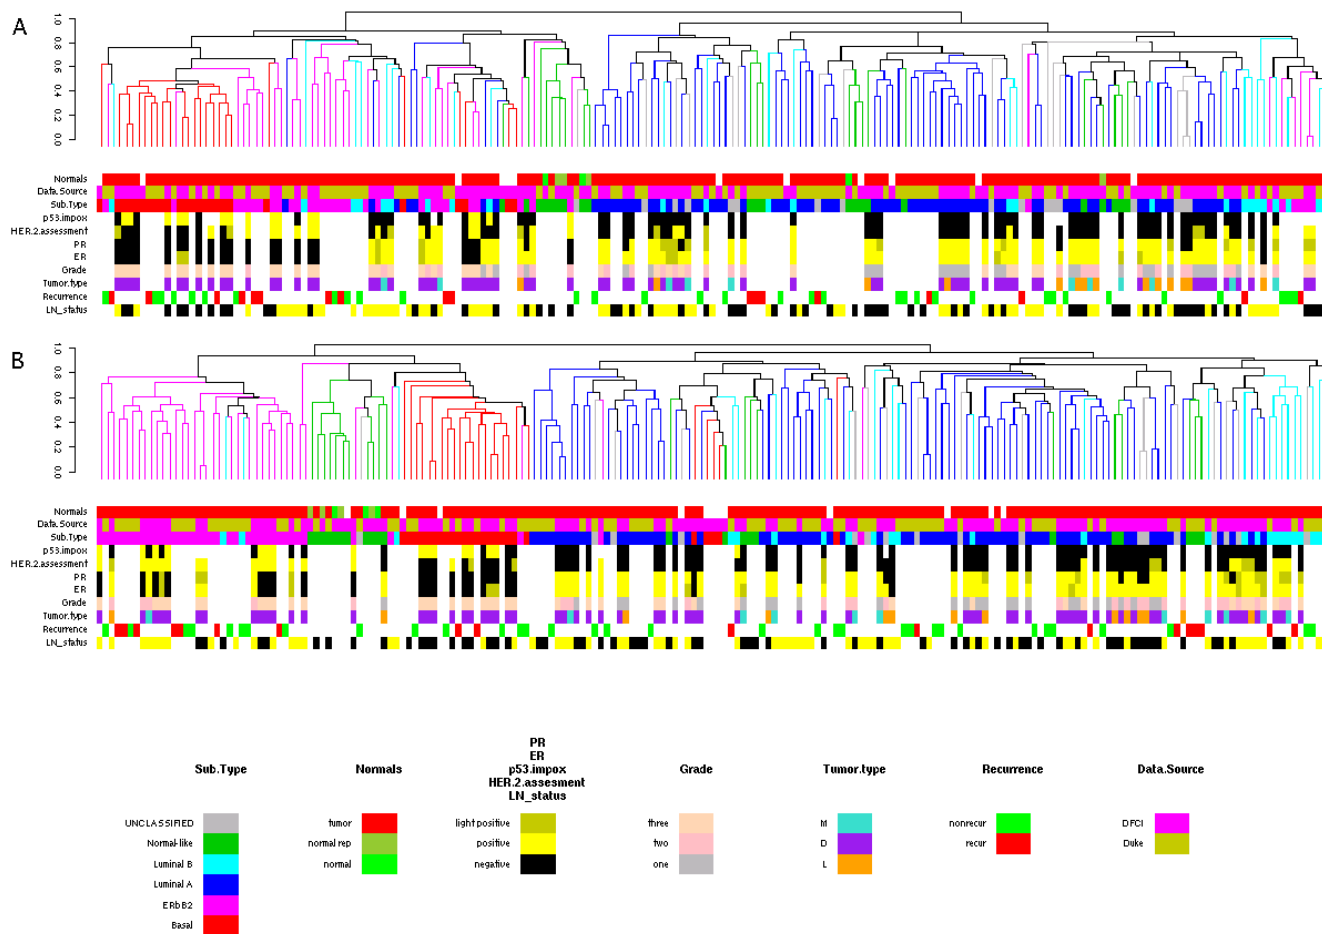 A
1.0
0.8
0.6
0.4
0.2
0.0
Normals
Data.Source
Sub.Type
p53.impox
HER.2.assessment
PR
ER
Grade
Tumor.type
Recurrence
LN_status
B
1.0
0.8
0.6
0.4
0.2
0.0
Normals
Data.Source
Sub.Type
p53.impox
HER.2.assessment
PR
ER
Grade
Tumor.type
Recurrence
LN_status
PR
ER
Sub.Type Normals p53.impox Grade Tumor.type Recurrence Data.Source
HER.2.assesment
LN_status
UNCLASSIFIED tumor light positive three M nonrecur DFCI
Normal-like normal rep positive two D recur Duke
Luminal B normal negative one L
Luminal A
ERbB2
Basal